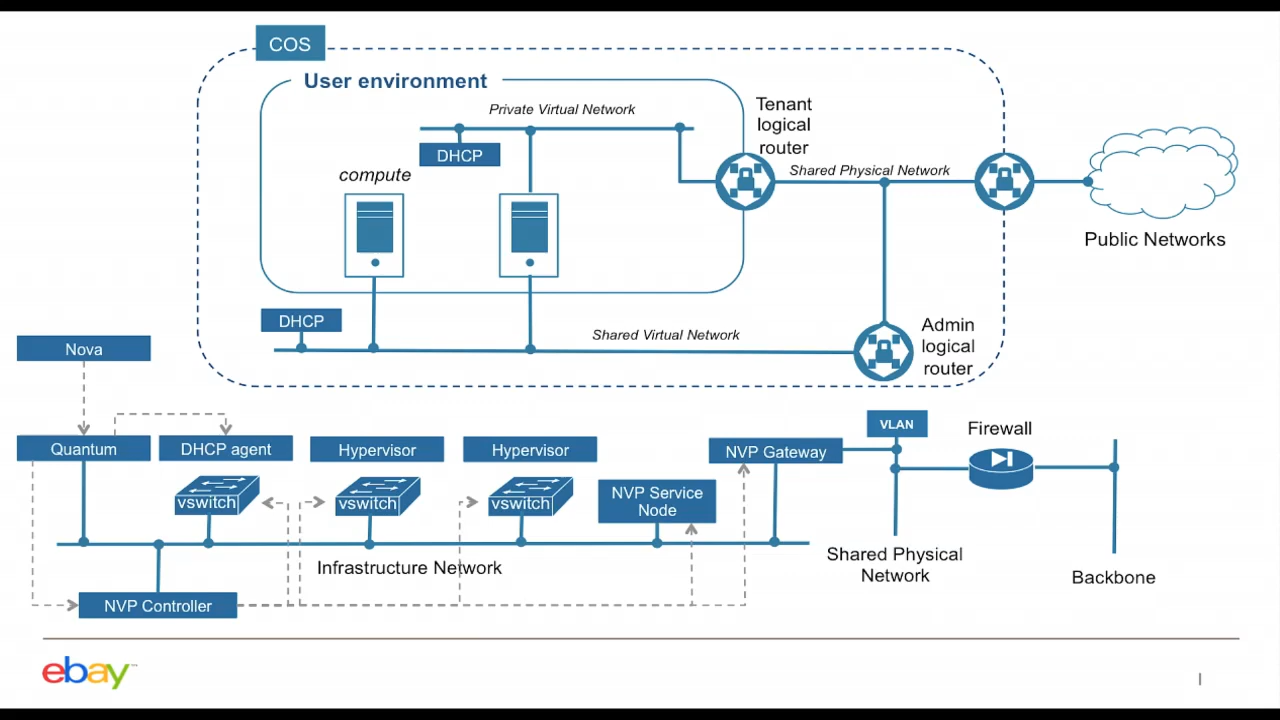 COS
User environment
Private Virtual Network
Tenant
logical
router
DHCP
compute
Shared Physical Network
Public Networks
DHCP
Shared Virtual Network
Admin
logical
router
Nova
VLAN
Firewall
Quantum
DHCP agent
Hypervisor
Hypervisor
NVP Gateway
vswitch
vswitch
vswitch
NVP Service
Node
Infrastructure Network
Shared Physical
Network
Backbone
NVP Controller
ebay™